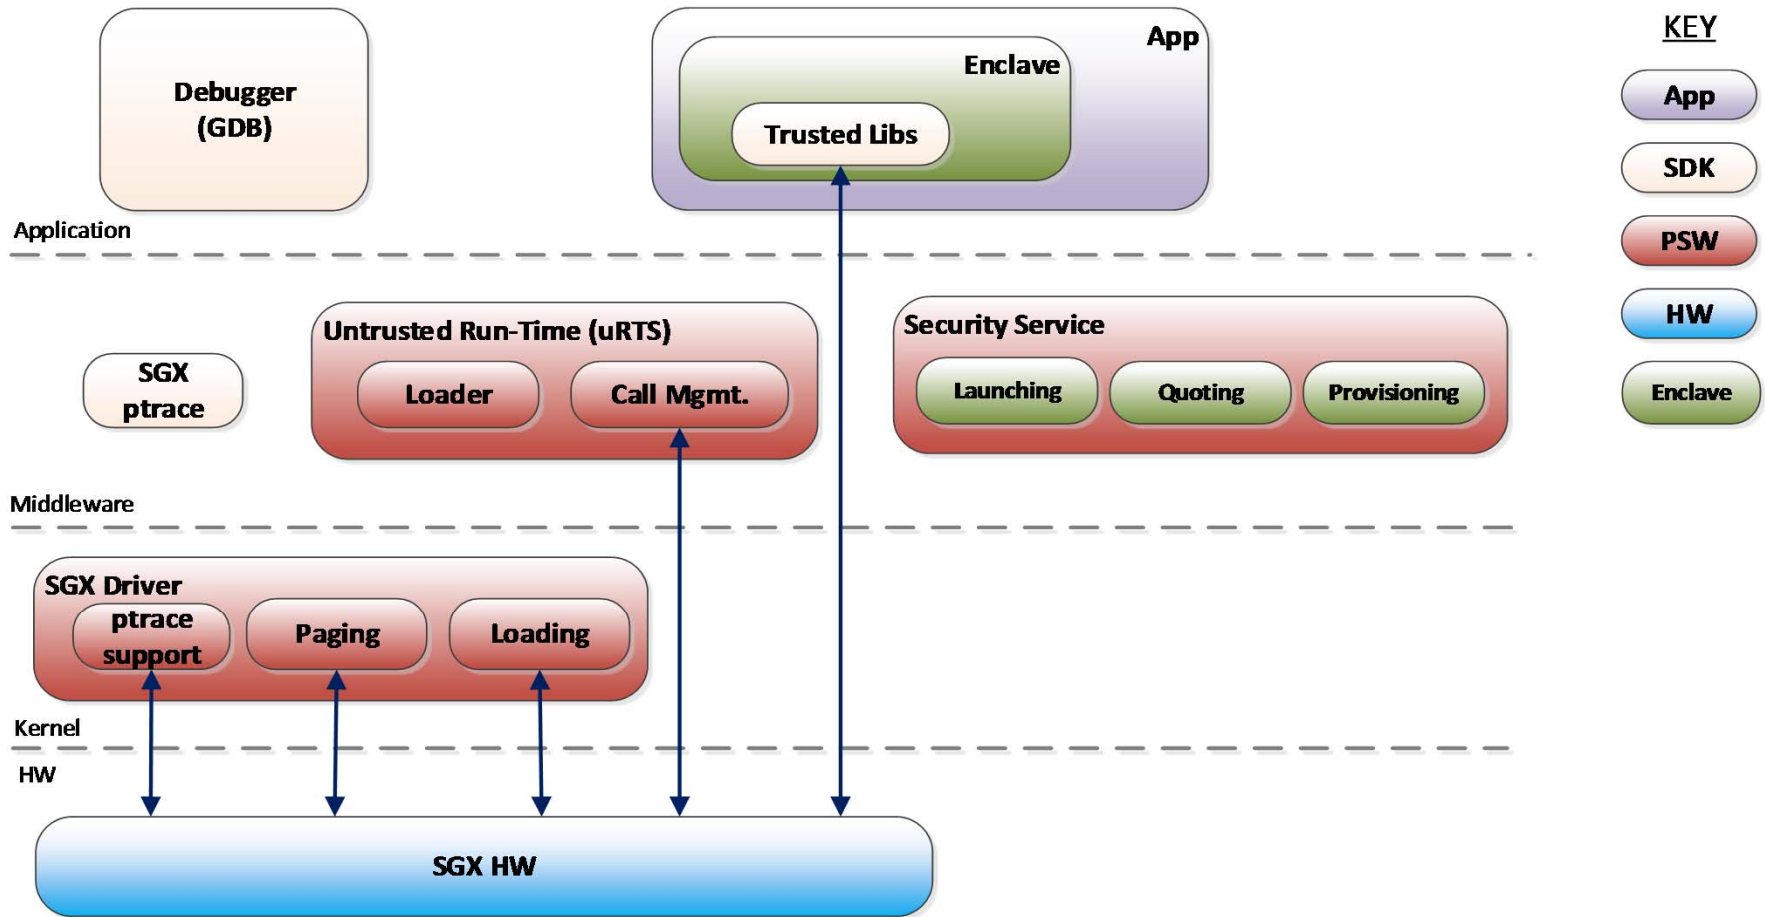 Debugger
(GDB)
App
Enclave
Trusted Libs
Application
SGX
ptrace
Untrusted Run-Time (uRTS)
Loader
Call Mgmt.
Security Service
Launching
Quoting
Provisioning
Middleware
SGX Driver
ptrace
support
Paging
Loading
Kernel
HW
SGX HW
KEY
App
SDK
PSW
HW
Enclave